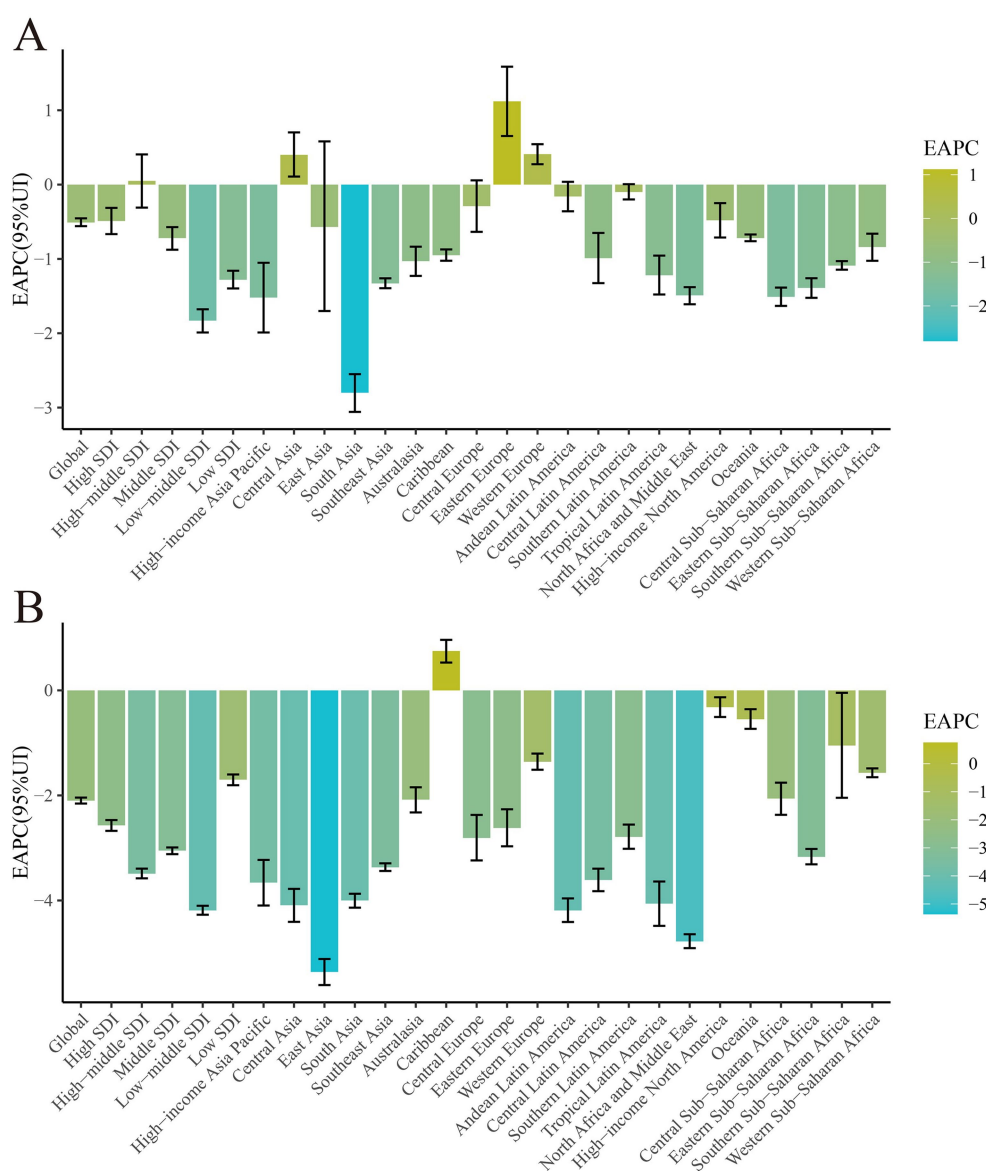 A
EAPC(95%UI)
1
0
−1
−2
−3
Global
High SDI
High−middle SDI
Middle SDI
Low−middle SDI
Low SDI
High−income Asia Pacific
Central Asia
East Asia
South Asia
Southeast Asia
Australasia
Caribbean
Central Europe
Eastern Europe
Western Europe
Andean Latin America
Central Latin America
Southern Latin America
Tropical Latin America
North Africa and Middle East
High−income North America
Oceania
Central Sub−Saharan Africa
Eastern Sub−Saharan Africa
Southern Sub−Saharan Africa
Western Sub−Saharan Africa
EAPC
1
0
−1
−2
B
EAPC(95%UI)
0
−2
−4
Global
High SDI
High−middle SDI
Middle SDI
Low−middle SDI
Low SDI
High−income Asia Pacific
Central Asia
East Asia
South Asia
Southeast Asia
Australasia
Caribbean
Central Europe
Eastern Europe
Western Europe
Andean Latin America
Central Latin America
Southern Latin America
Tropical Latin America
North Africa and Middle East
High−income North America
Oceania
Central Sub−Saharan Africa
Eastern Sub−Saharan Africa
Southern Sub−Saharan Africa
Western Sub−Saharan Africa
EAPC
0
−1
−2
−3
−4
−5